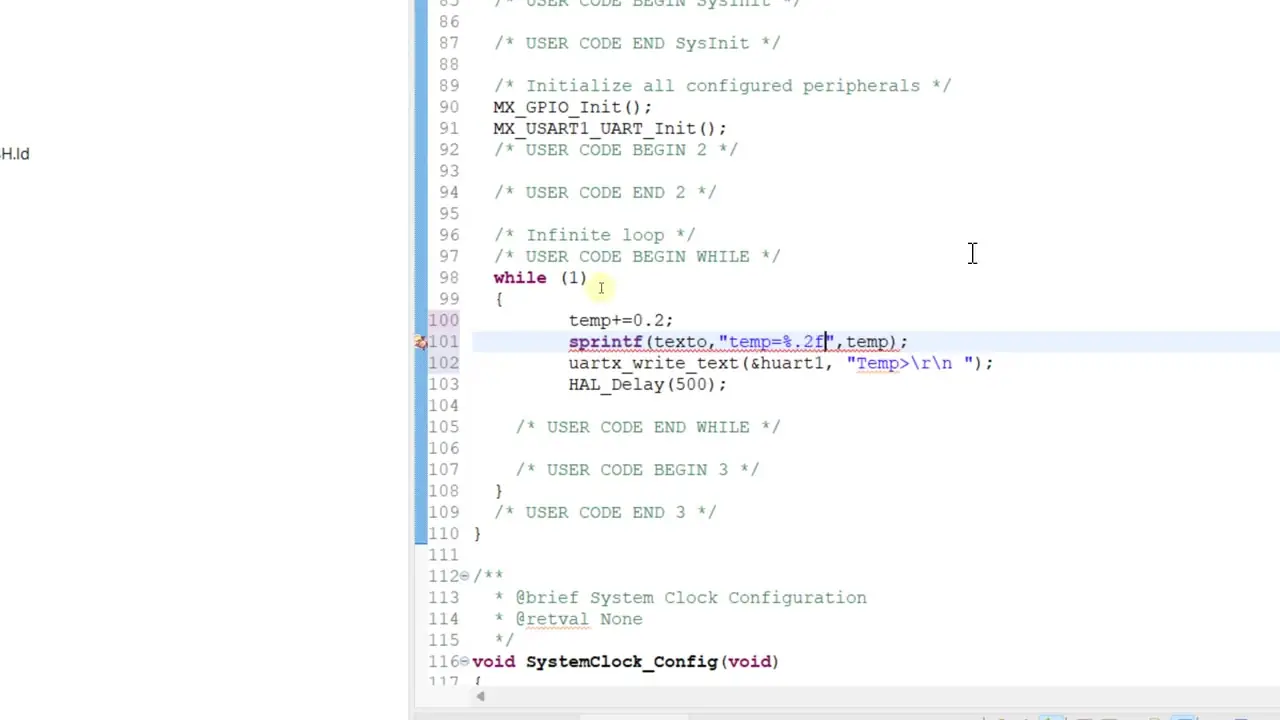 H.ld
85 /* USER CODE BEGIN SysInit */
86
87 /* USER CODE END SysInit */
88
89 /* Initialize all configured peripherals */
90 MX_GPIO_Init();
91 MX_USART1_UART_Init();
92 /* USER CODE BEGIN 2 */
93
94 /* USER CODE END 2 */
95
96 /* Infinite loop */
97 /* USER CODE BEGIN WHILE */
98 while (1)
99 {
100 temp+=0.2;
101 sprintf(texto,"temp=%.2f",temp);
102 uartx_write_text(&huart1, "Temp>\r\n ");
103 HAL_Delay(500);
104
105 /* USER CODE END WHILE */
106
107 /* USER CODE BEGIN 3 */
108 }
109 /* USER CODE END 3 */
110 }
111
112 /**
113 * @brief System Clock Configuration
114 * @retval None
115 */
116 void SystemClock_Config(void)
117 {